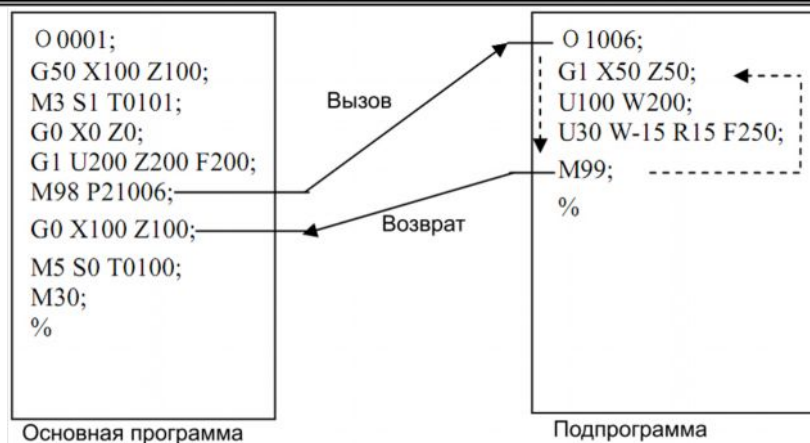 O 0001;
G50 X100 Z100;
M3 S1 T0101;
G0 X0 Z0;
G1 U200 Z200 F200;
M98 P21006;
G0 X100 Z100;
M5 S0 T0100;
M30;
%
Основная программа
Вызов
Возврат
O 1006;
G1 X50 Z50;
U100 W200;
U30 W-15 R15 F250;
M99;
%
Подпрограмма